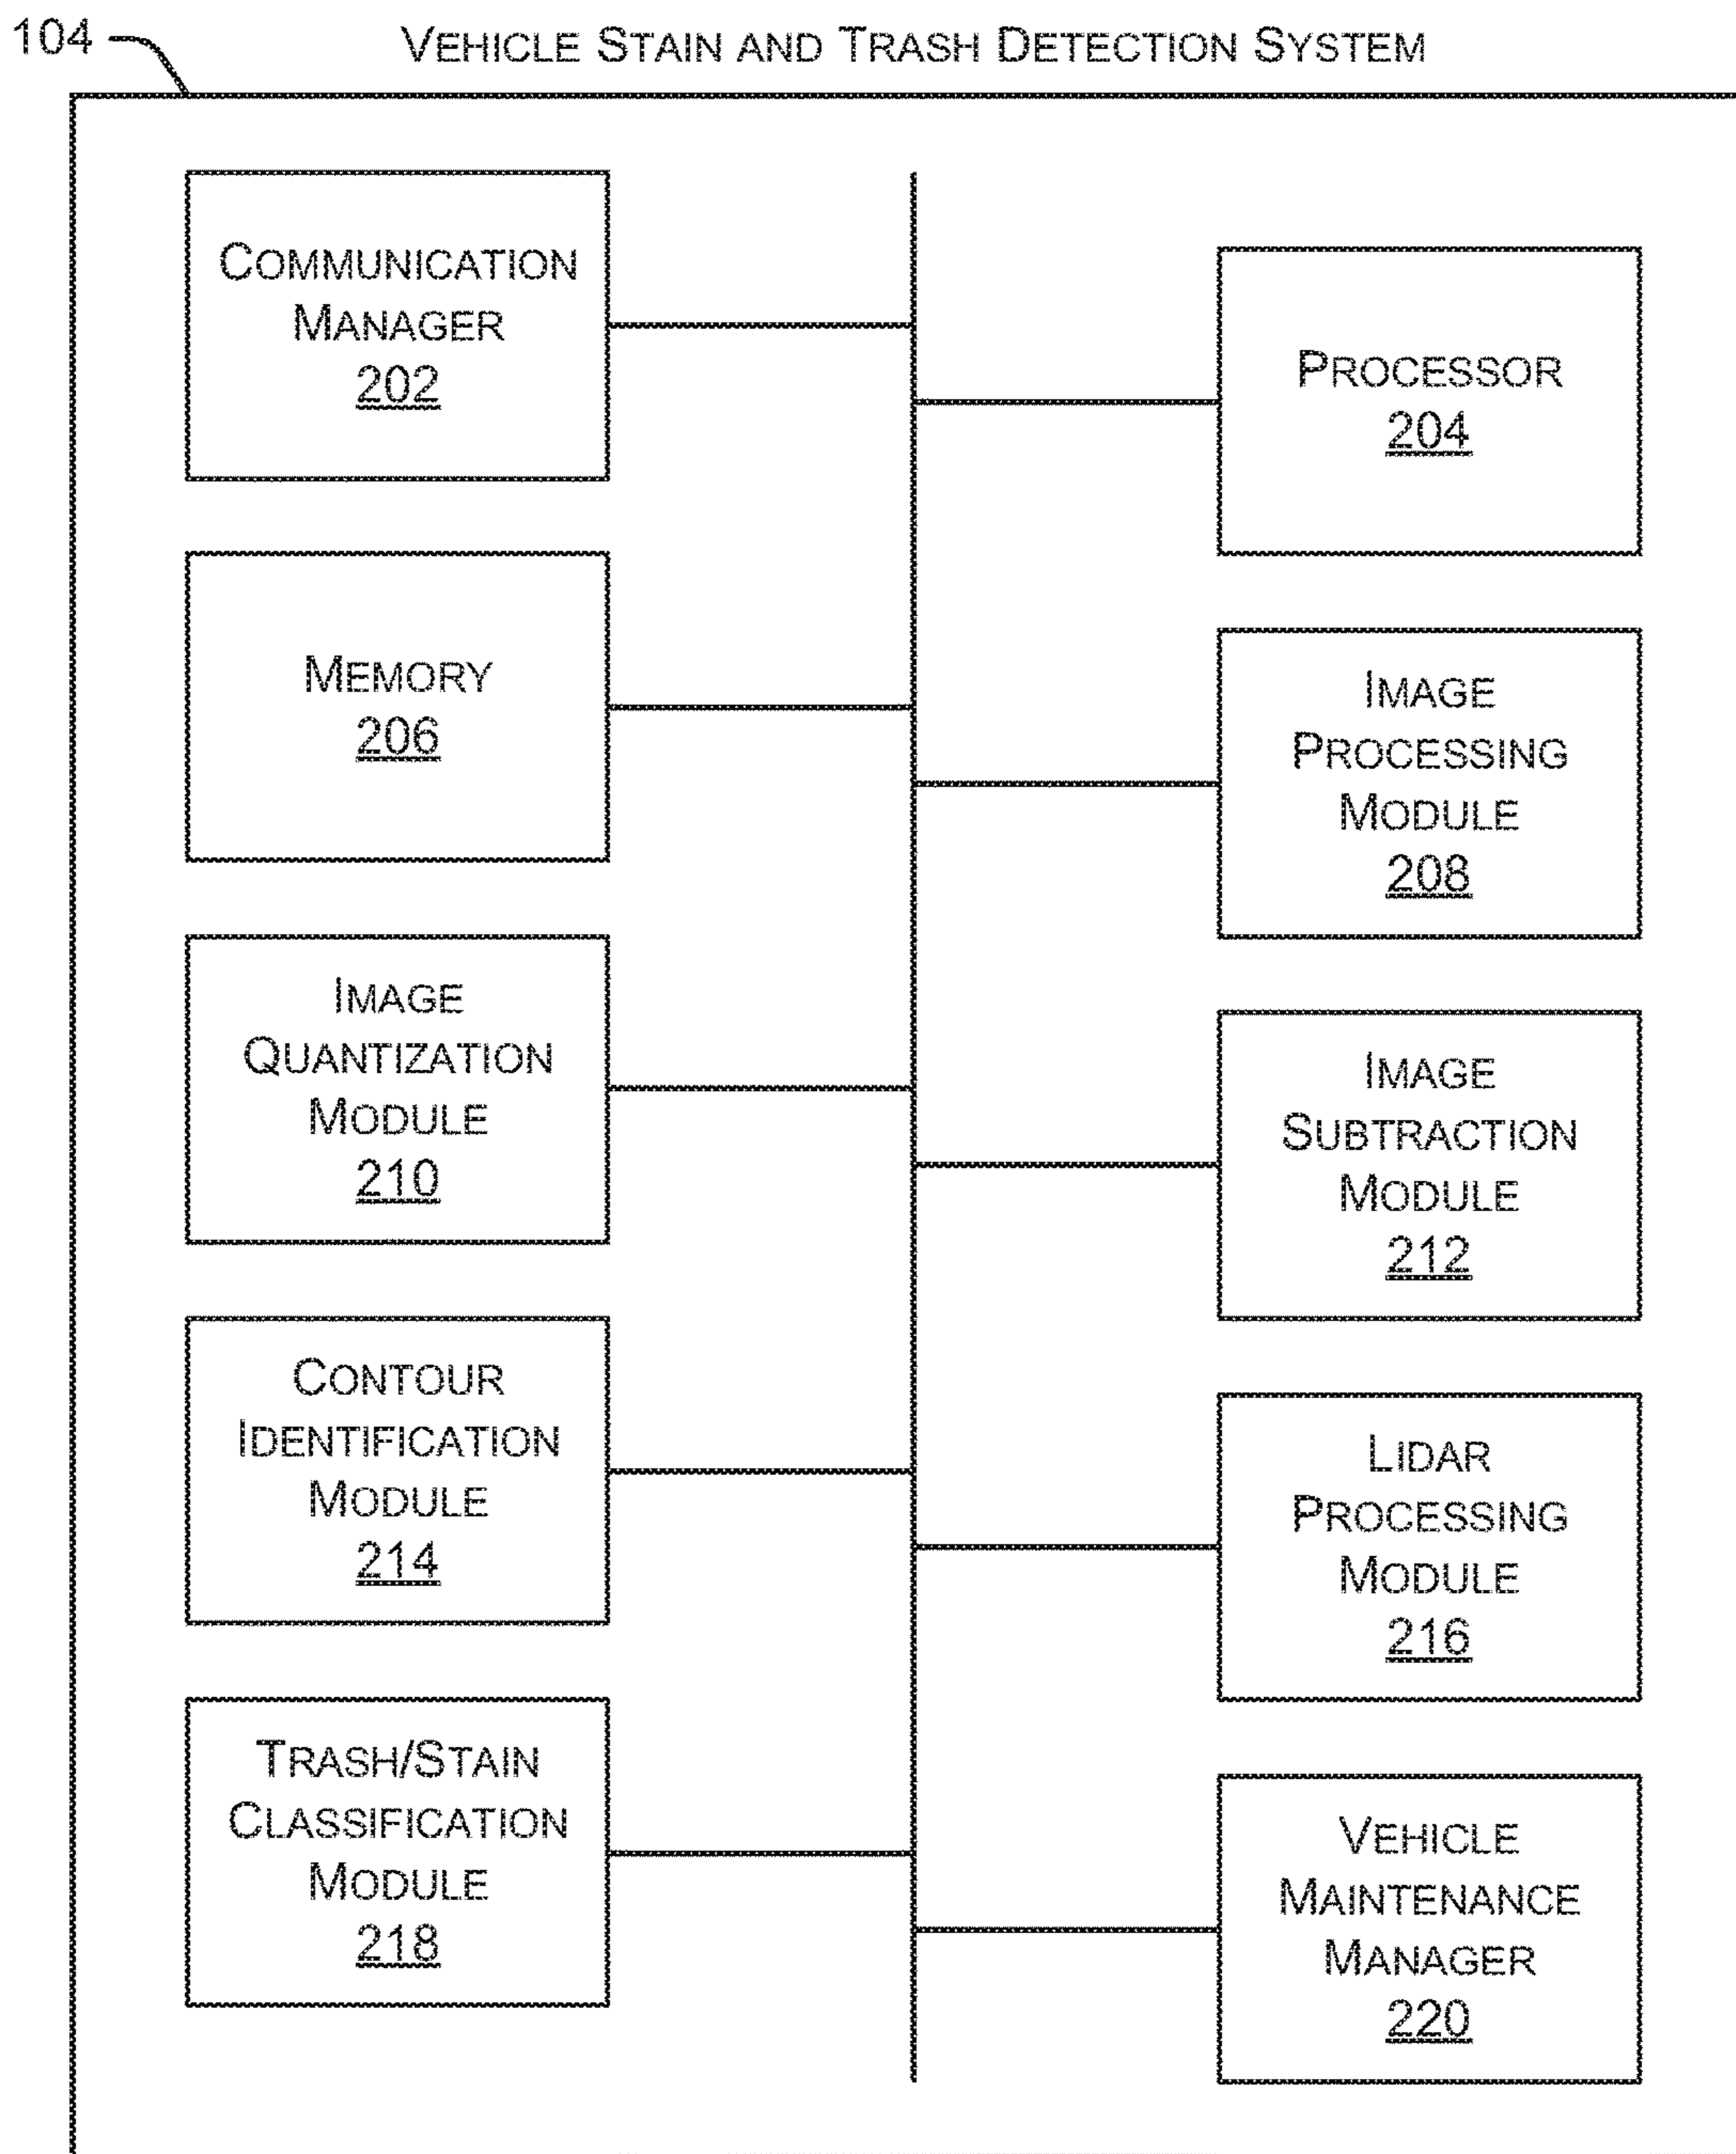 104
VEHICLE STAIN AND TRASH DETECTION SYSTEM
COMMUNICATION
MANAGER
202
PROCESSOR
204
MEMORY
206
IMAGE
PROCESSING
MODULE
208
IMAGE
QUANTIZATION
MODULE
210
IMAGE
SUBTRACTION
MODULE
212
CONTOUR
IDENTIFICATION
MODULE
214
LIDAR
PROCESSING
MODULE
216
TRASH/STAIN
CLASSIFICATION
MODULE
218
VEHICLE
MAINTENANCE
MANAGER
220